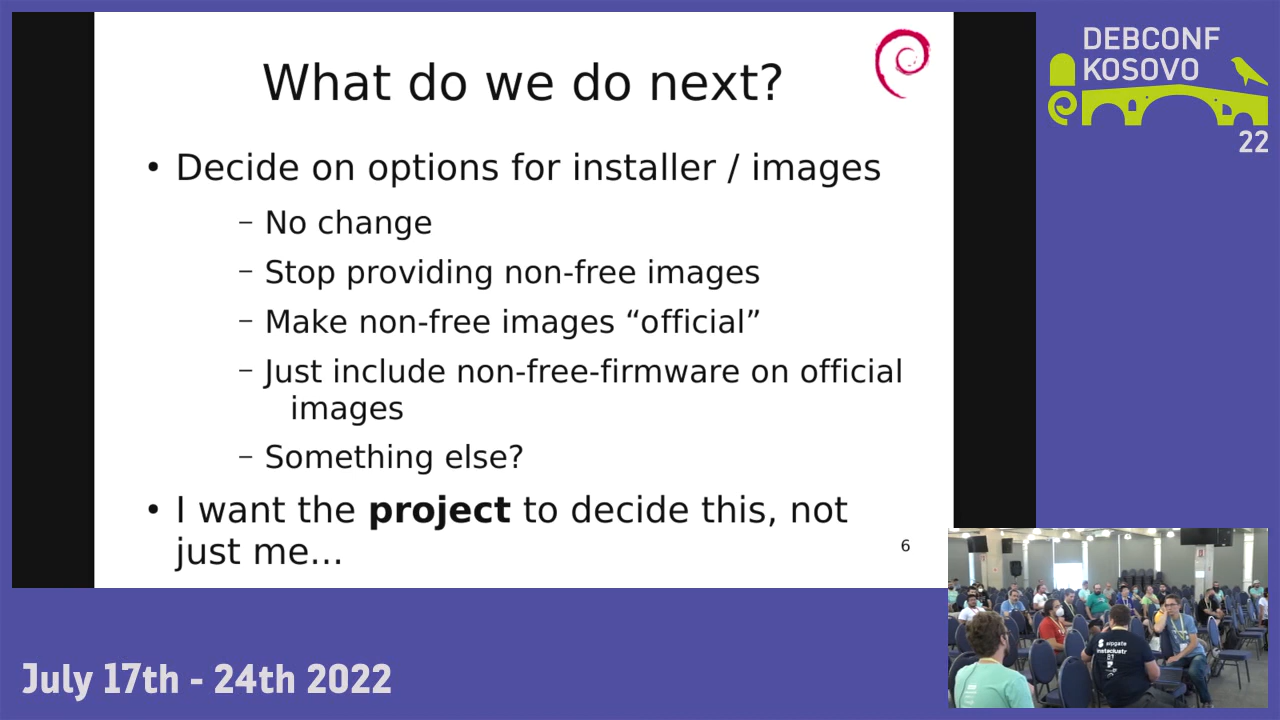 What do we do next?
• Decide on options for installer / images
– No change
– Stop providing non-free images
– Make non-free images “official”
– Just include non-free-firmware on official
images
– Something else?
• I want the project to decide this, not
just me...
6
DEBCONF
KOSOVO
22
July 17th - 24th 2022
sipgate
instaclustr